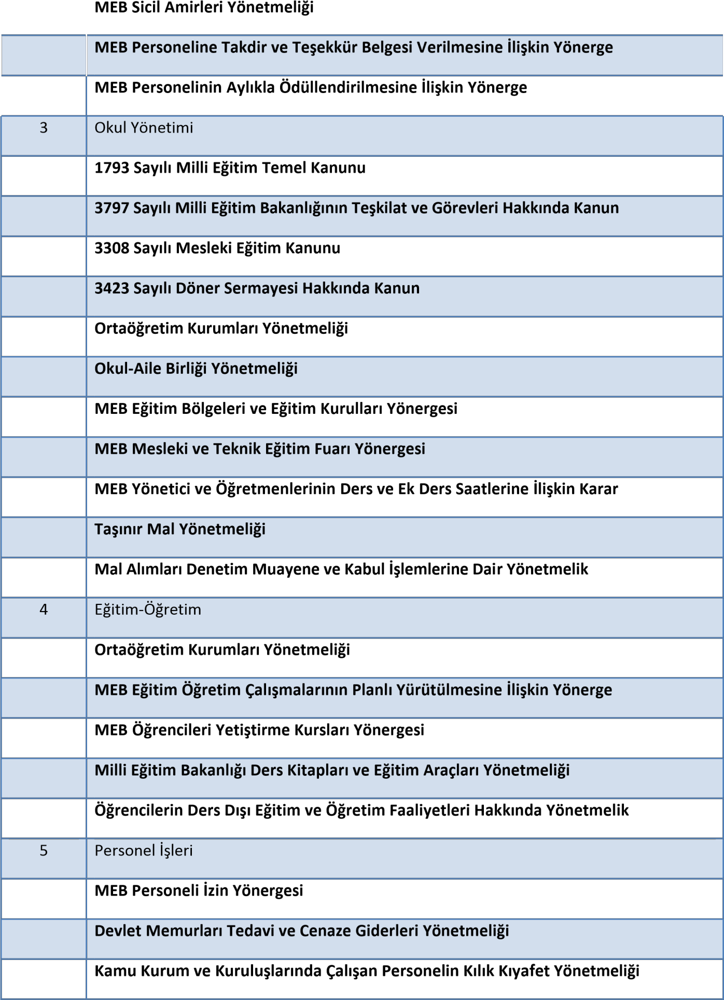 MEB Sicil Amirleri Yönetmeliği
MEB Personeline Takdir ve Teşekkür Belgesi Verilmesine İlişkin Yönerge
MEB Personelinin Aylıkla Ödüllendirilmesine İlişkin Yönerge
3 Okul Yönetimi
1793 Sayılı Milli Eğitim Temel Kanunu
3797 Sayılı Milli Eğitim Bakanlığının Teşkilat ve Görevleri Hakkında Kanun
3308 Sayılı Mesleki Eğitim Kanunu
3423 Sayılı Döner Sermayesi Hakkında Kanun
Ortaöğretim Kurumları Yönetmeliği
Okul-Aile Birliği Yönetmeliği
MEB Eğitim Bölgeleri ve Eğitim Kurulları Yönergesi
MEB Mesleki ve Teknik Eğitim Fuarı Yönergesi
MEB Yönetici ve Öğretmenlerinin Ders ve Ek Ders Saatlerine İlişkin Karar
Taşınır Mal Yönetmeliği
Mal Alımları Denetim Muayene ve Kabul İşlemlerine Dair Yönetmelik
4 Eğitim-Öğretim
Ortaöğretim Kurumları Yönetmeliği
MEB Eğitim Öğretim Çalışmalarının Planlı Yürütülmesine İlişkin Yönerge
MEB Öğrencileri Yetiştirme Kursları Yönergesi
Milli Eğitim Bakanlığı Ders Kitapları ve Eğitim Araçları Yönetmeliği
Öğrencilerin Ders Dışı Eğitim ve Öğretim Faaliyetleri Hakkında Yönetmelik
5 Personel İşleri
MEB Personeli İzin Yönergesi
Devlet Memurları Tedavi ve Cenaze Giderleri Yönetmeliği
Kamu Kurum ve Kuruluşlarında Çalışan Personelin Kılık Kıyafet Yönetmeliği